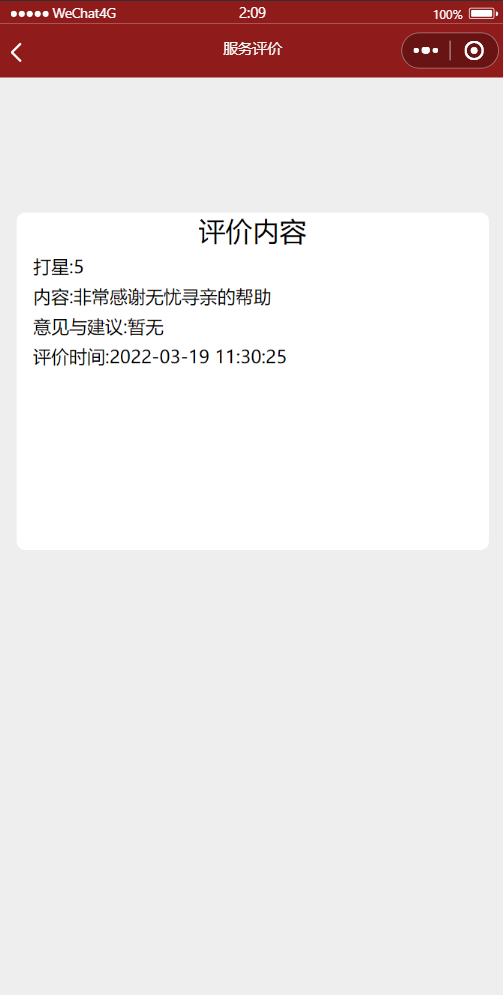 WeChat4G 2:09 100%
服务评价
评价内容
打星:5
内容:非常感谢无忧寻亲的帮助
意见与建议:暂无
评价时间:2022-03-19 11:30:25